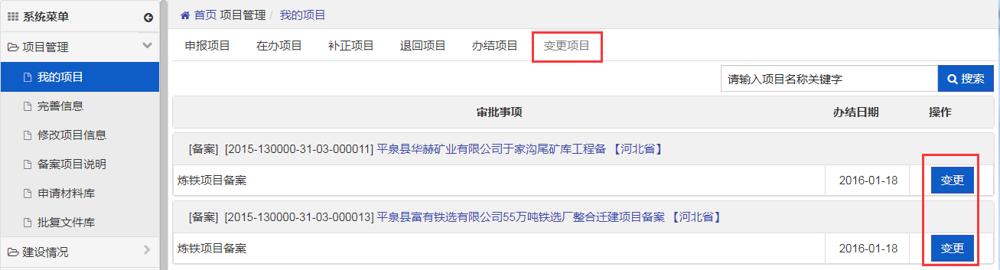 系统菜单
项目管理
我的项目
完善信息
修改项目信息
备案项目说明
申请材料库
批复文件库
建设情况
首页 项目管理 / 我的项目
申报项目 在办项目 补正项目 退回项目 办结项目 变更项目
请输入项目名称关键字 搜索
审批事项 办结日期 操作
[备案] [2015-130000-31-03-000011] 平泉县华赫矿业有限公司于家沟尾矿库工程备 【河北省】
炼铁项目备案 2016-01-18 变更
[备案] [2015-130000-31-03-000013] 平泉县富有铁选有限公司55万吨铁选厂整合迁建项目备案 【河北省】
炼铁项目备案 2016-01-18 变更